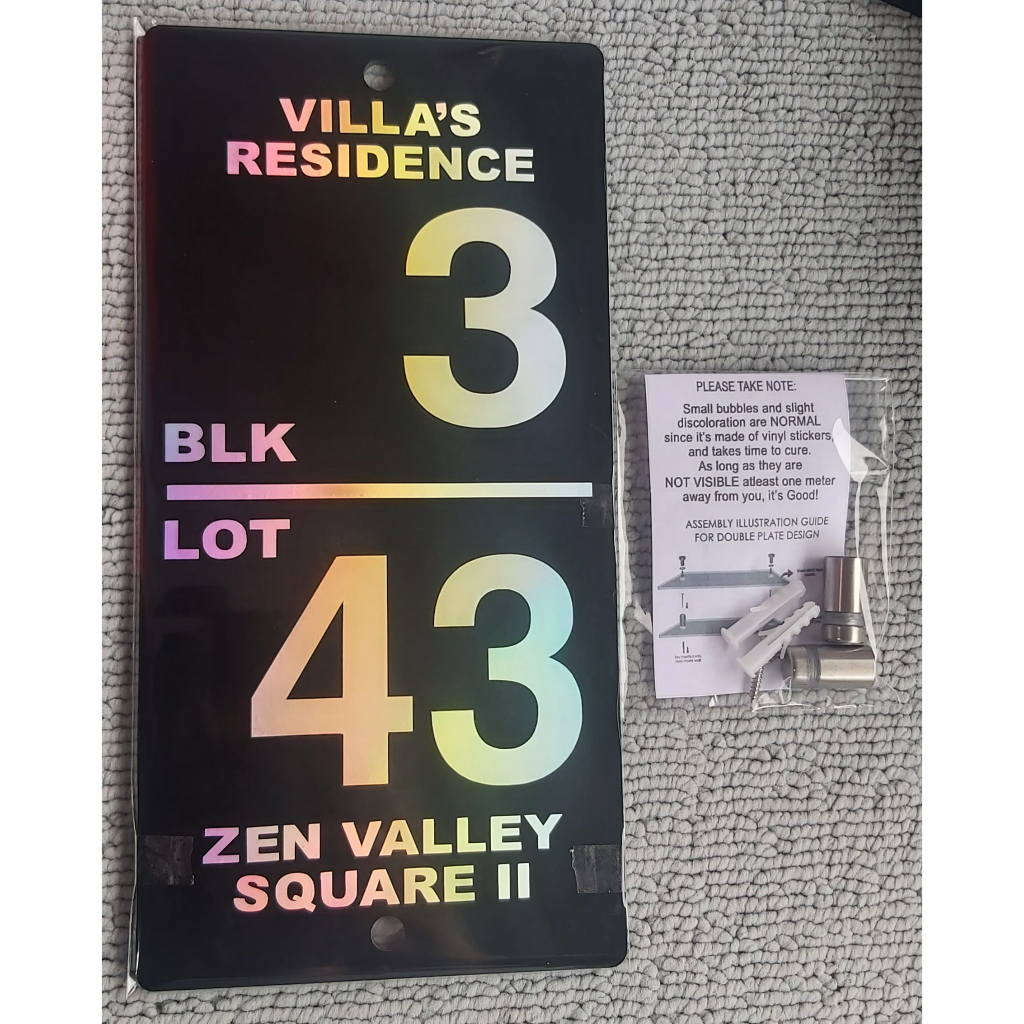 VILLA'S
RESIDENCE
3
BLK
LOT
43
ZEN VALLEY
SQUARE II
PLEASE TAKE NOTE:
Small bubbles and slight
discoloration are NORMAL
since it's made of vinyl stickers,
and takes time to cure.
As long as they are
NOT VISIBLE atleast one meter
away from you, it's Good!
ASSEMBLY ILLUSTRATION GUIDE
FOR DOUBLE PLATE DESIGN